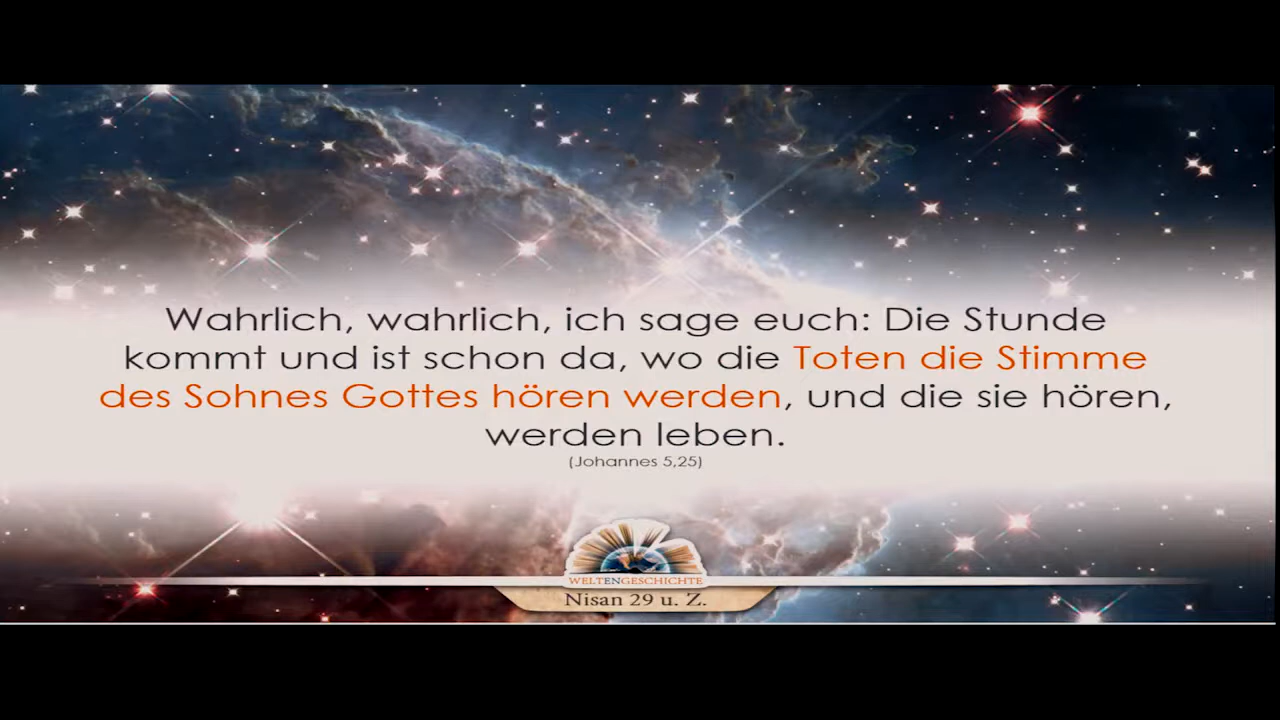 Wahrlich, wahrlich, ich sage euch: Die Stunde
kommt und ist schon da, wo die Toten die Stimme
des Sohnes Gottes hören werden, und die sie hören,
werden leben.
(Johannes 5,25)
WELTENGESCHICHTE
Nisan 29 u. Z.